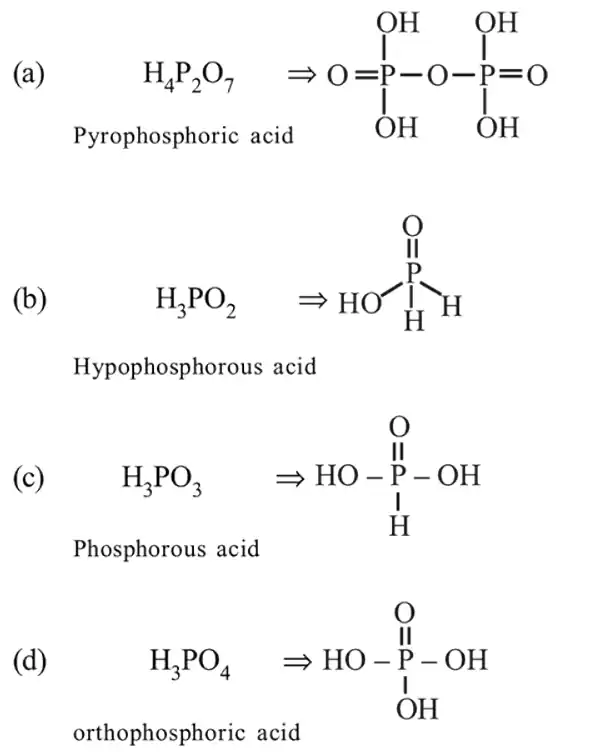 OH OH
(a) H₄P₂O₇ ⇒ O=P–O–P=O
OH OH
Pyrophosphoric acid
O
(b) H₃PO₂ ⇒ HO P H
H
Hypophosphorous acid
O
(c) H₃PO₃ ⇒ HO – P – OH
H
Phosphorous acid
O
(d) H₃PO₄ ⇒ HO – P – OH
OH
orthophosphoric acid